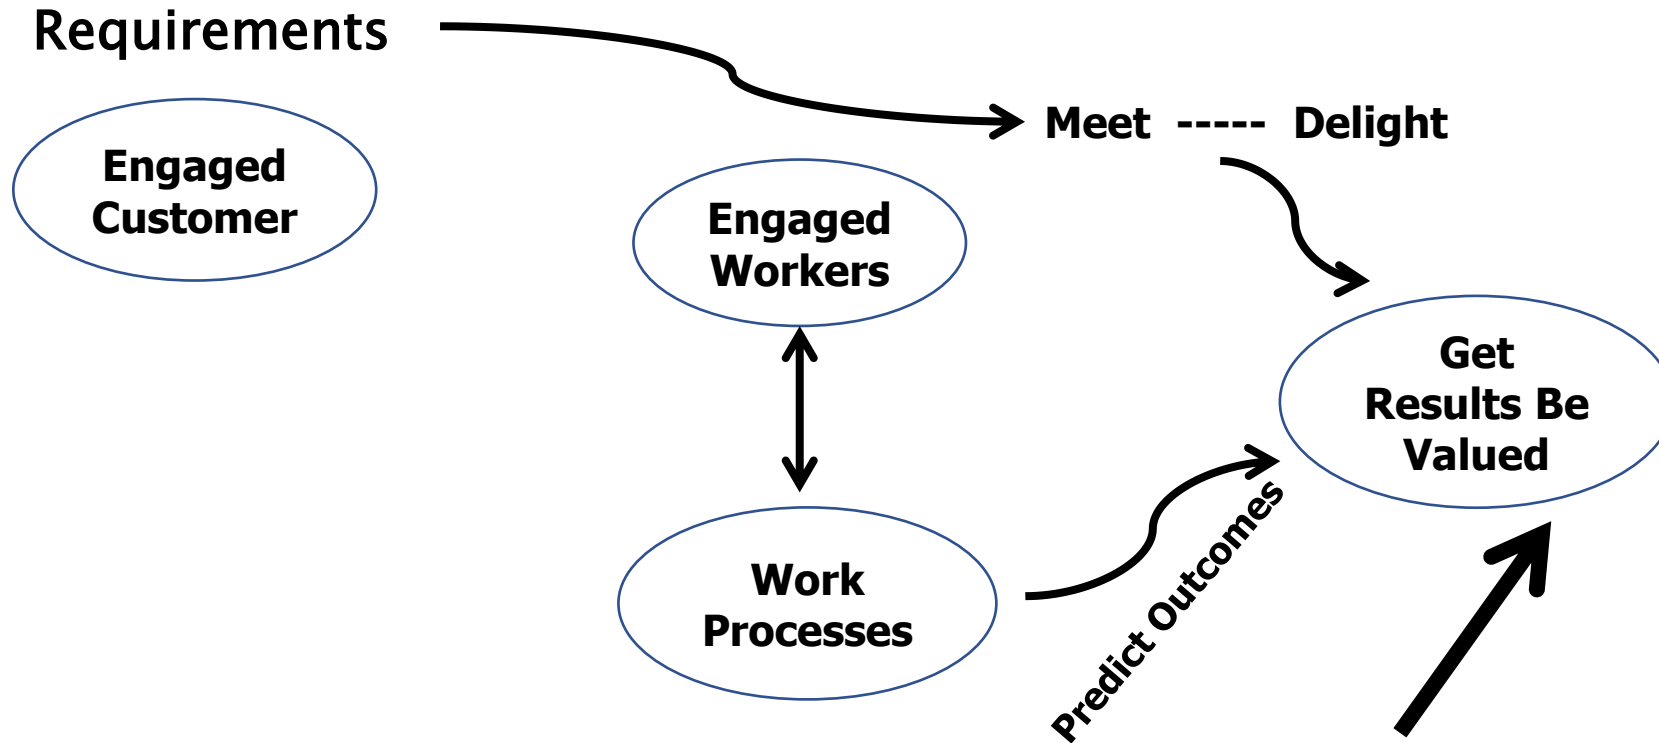 Requirements
Meet ----- Delight
Engaged
Customer
Engaged
Workers
Get
Results Be
Valued
Work
Processes
Predict Outcomes